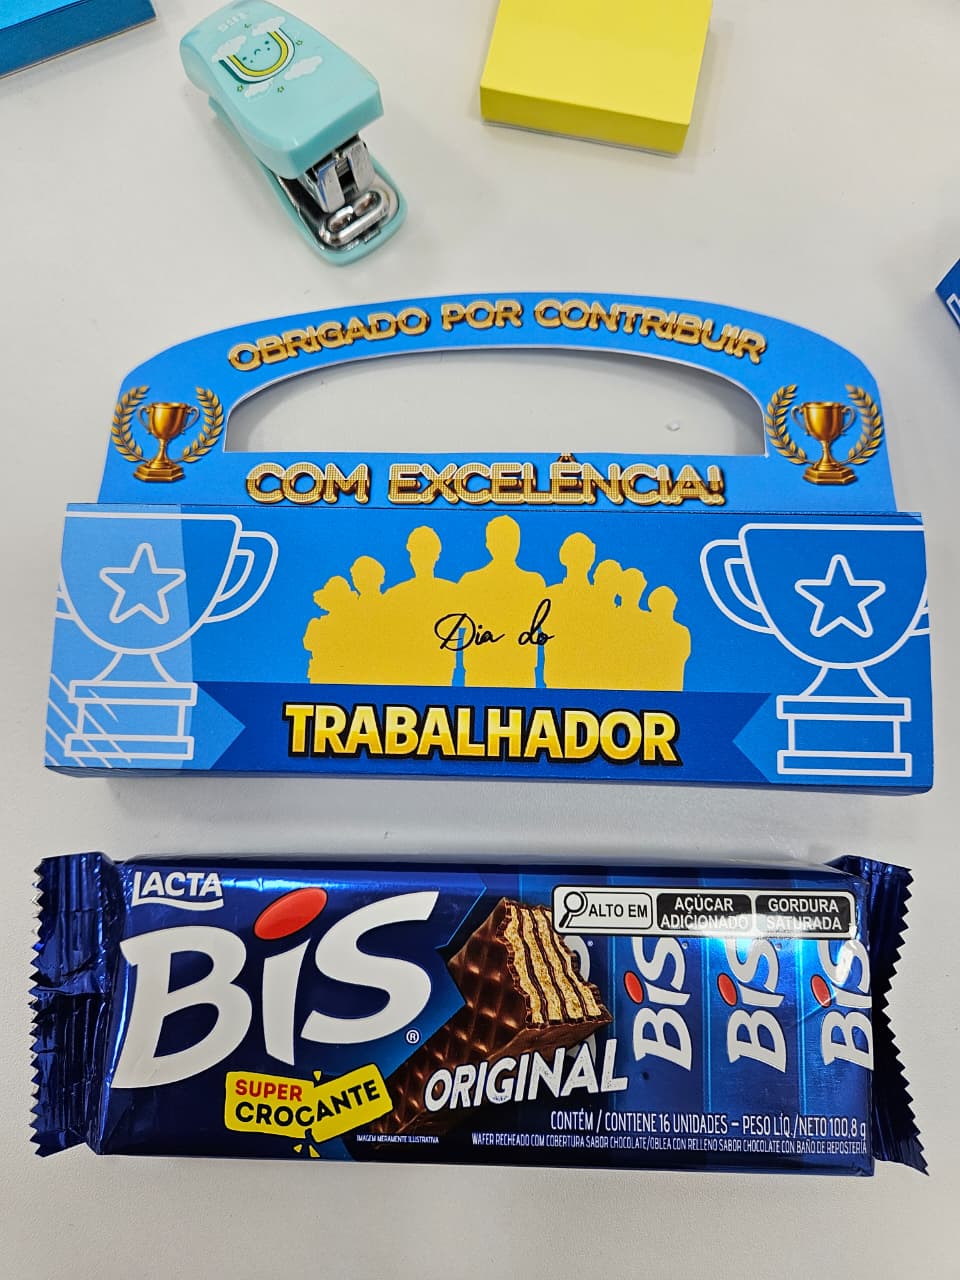 OBRIGADO POR CONTRIBUIR
COM EXCELÊNCIA!
Dia do
TRABALHADOR
LACTA
BiS
®
SUPER
CROCANTE
ORIGINAL
ALTO EM
AÇÚCAR
ADICIONADO
GORDURA
SATURADA
BiS
BiS
BiS
CONTÉM / CONTIENE 16 UNIDADES – PESO LÍQ./NETO 100,8 g
WAFER RECHEADO COM COBERTURA SABOR CHOCOLATE/OBLEA CON RELLENO SABOR CHOCOLATE CON BAÑO DE REPOSTERÍA
IMAGEM MERAMENTE ILUSTRATIVA